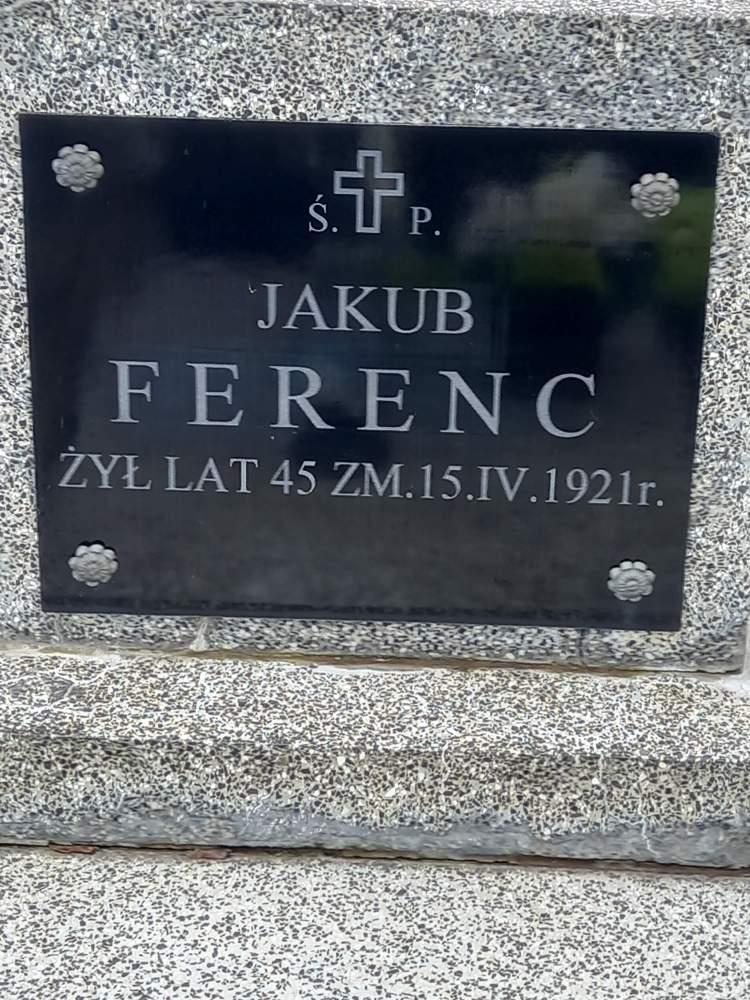 Ś. P.
JAKUB
FERENC
ŻYŁ LAT 45 ZM.15.IV.1921r.